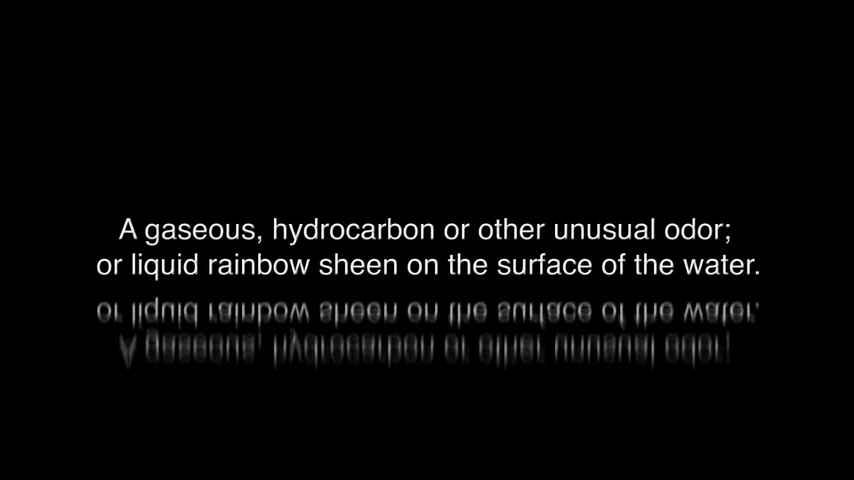 A gaseous, hydrocarbon or other unusual odor;
or liquid rainbow sheen on the surface of the water.